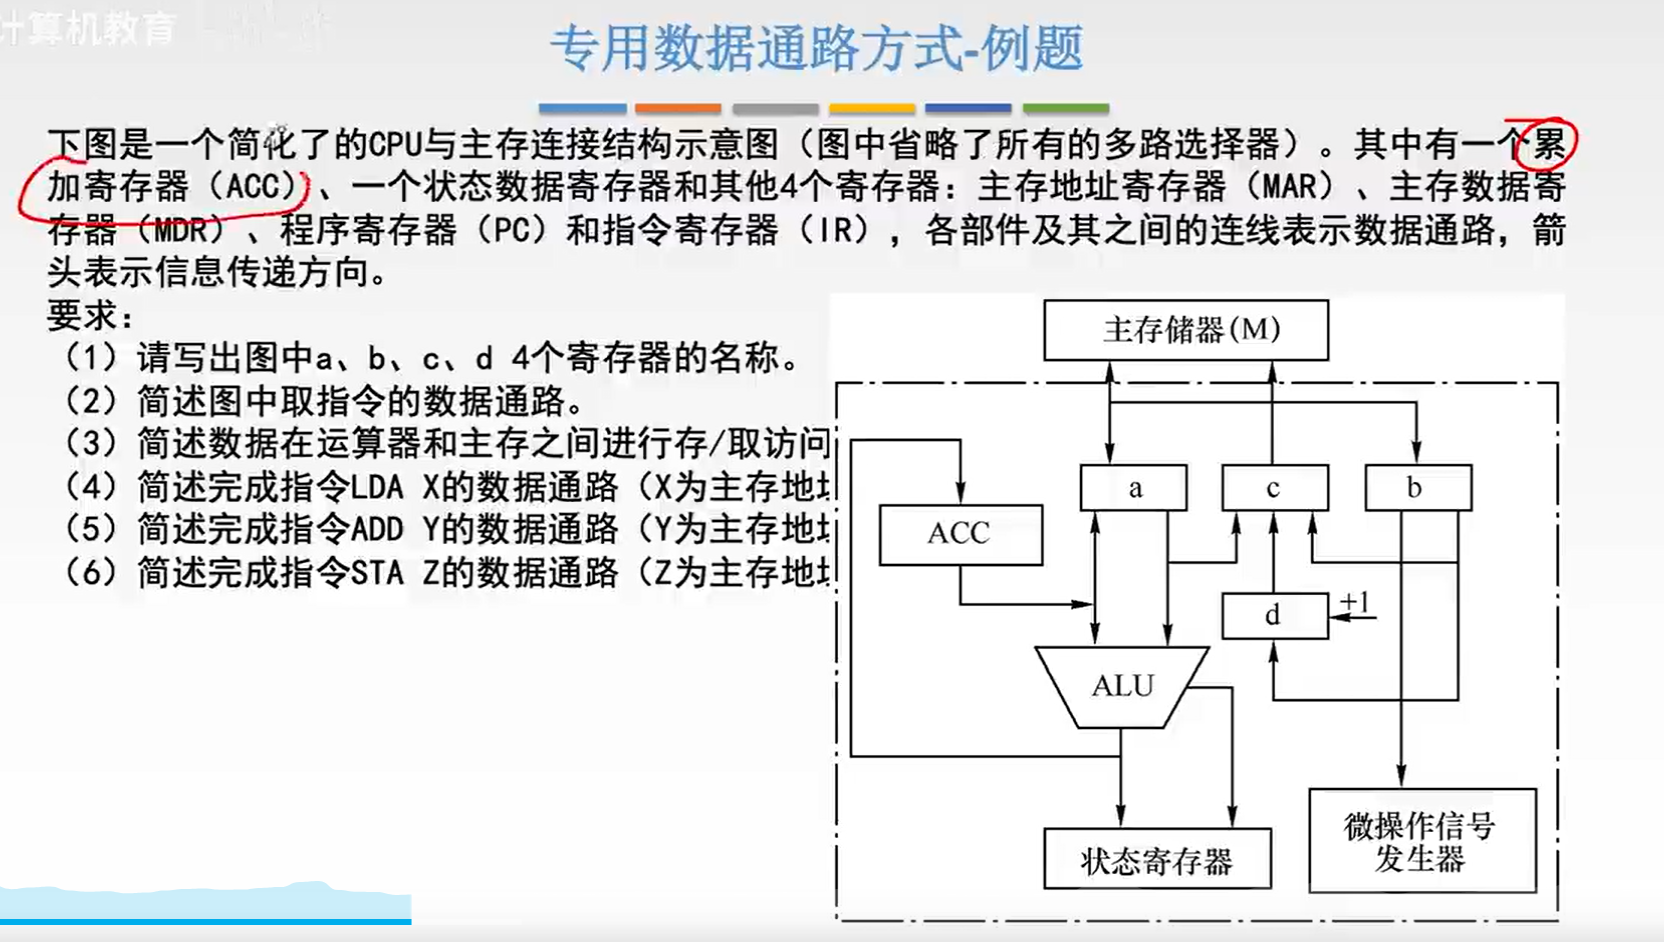 计算机教育
专用数据通路方式-例题
下图是一个简化了的CPU与主存连接结构示意图（图中省略了所有的多路选择器）。其中有一个累
加寄存器（ACC）、一个状态数据寄存器和其他4个寄存器：主存地址寄存器（MAR）、主存数据寄
存器（MDR）、程序寄存器（PC）和指令寄存器（IR），各部件及其之间的连线表示数据通路，箭
头表示信息传递方向。
要求：
（1）请写出图中a、b、c、d 4个寄存器的名称。
（2）简述图中取指令的数据通路。
（3）简述数据在运算器和主存之间进行存/取访问
（4）简述完成指令LDA X的数据通路（X为主存地
（5）简述完成指令ADD Y的数据通路（Y为主存地
（6）简述完成指令STA Z的数据通路（Z为主存地
主存储器(M)
a
c
b
ACC
d
+1
ALU
微操作信号
发生器
状态寄存器